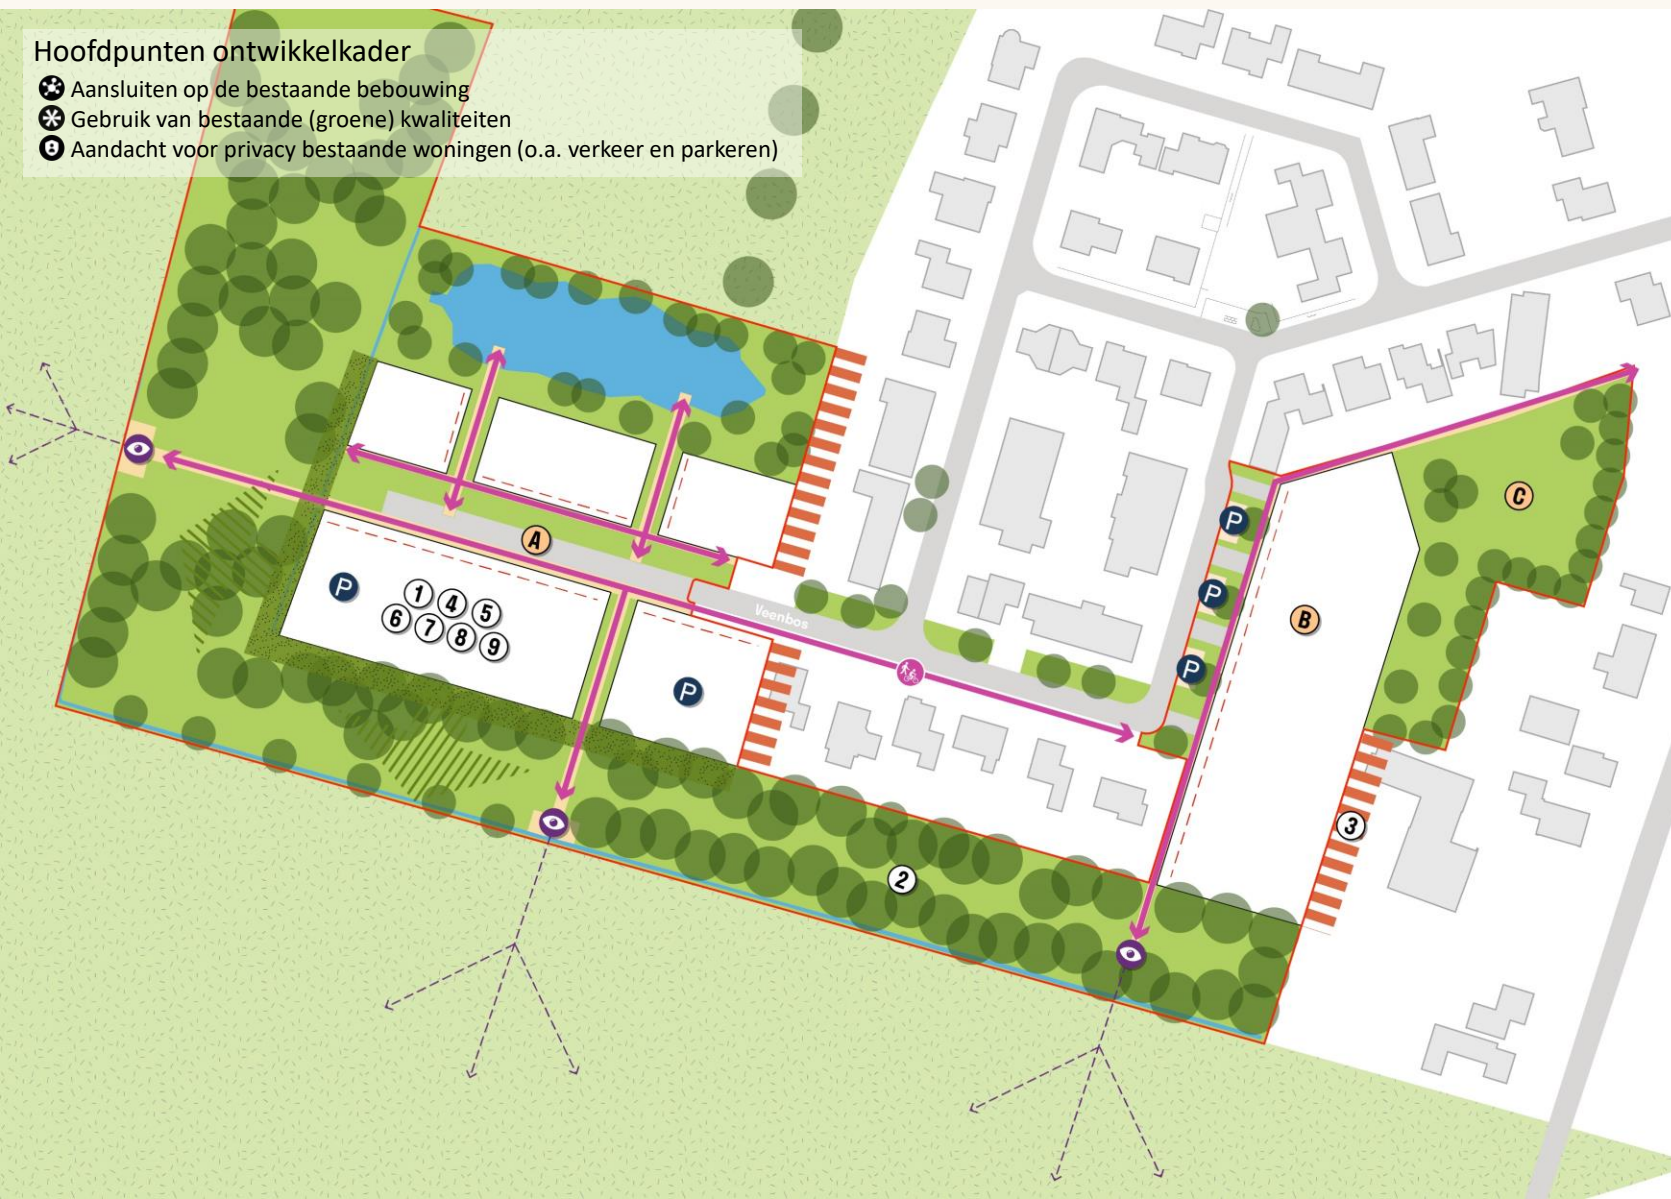 Hoofdpunten ontwikkelkader
Aansluiten op de bestaande bebouwing
Gebruik van bestaande (groene) kwaliteiten
Aandacht voor privacy bestaande woningen (o.a. verkeer en parkeren)
C
P
A
P
1 4 5
6 7 8 9
P
Veenbos
B
P
P
3
2